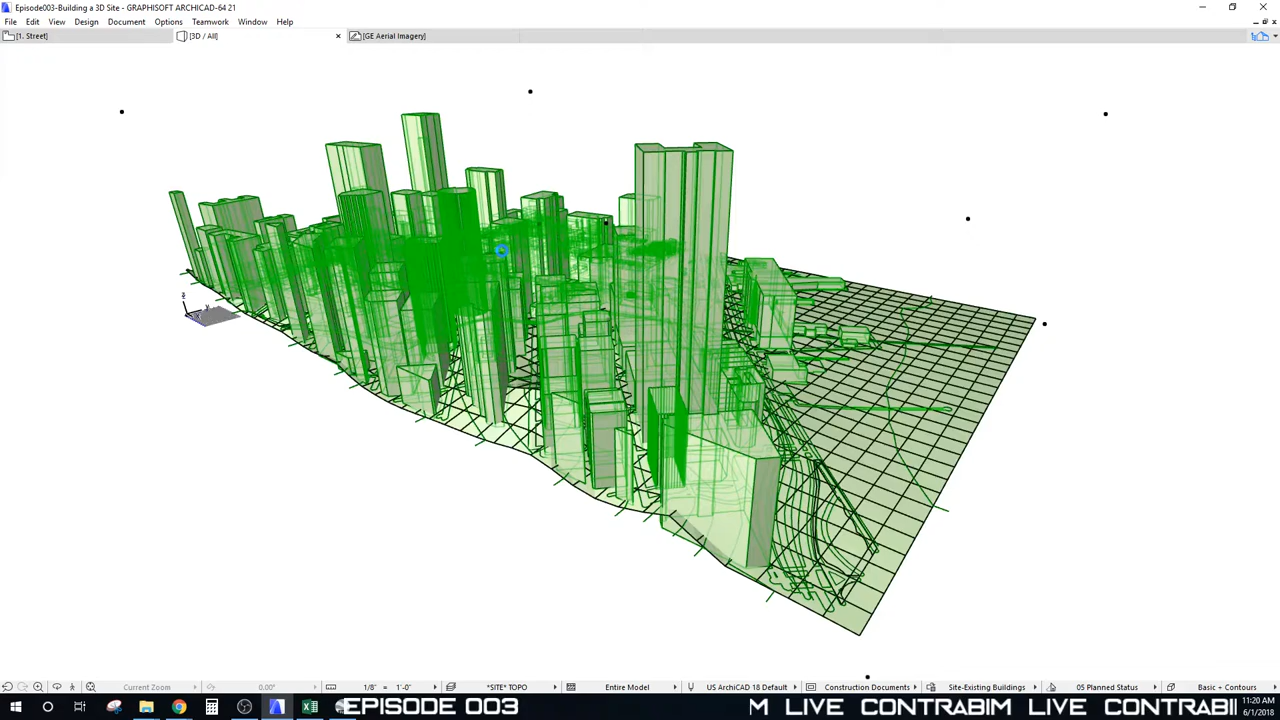 Episode003-Building a 3D Site - GRAPHISOFT ARCHICAD-64 21
File Edit View Design Options Document Teamwork Window Help
[1. Street] [3D / All] [GE Aerial Imagery]
z
y
Current Zoom 0.00° 1/8" = 1'-0" *SITE* TOPO Entire Model US ArchiCAD 18 Default Construction Documents Site-Existing Buildings 05 Planned Status Basic + Contours
EPISODE 003 M LIVE CONTRABIM LIVE CONTRABII 11:20 AM
6/1/2018